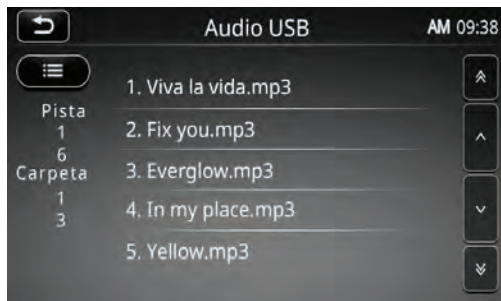 Audio USB
AM 09:38
Pista
1
6
Carpeta
1
3
1. Viva la vida.mp3
2. Fix you.mp3
3. Everglow.mp3
4. In my place.mp3
5. Yellow.mp3